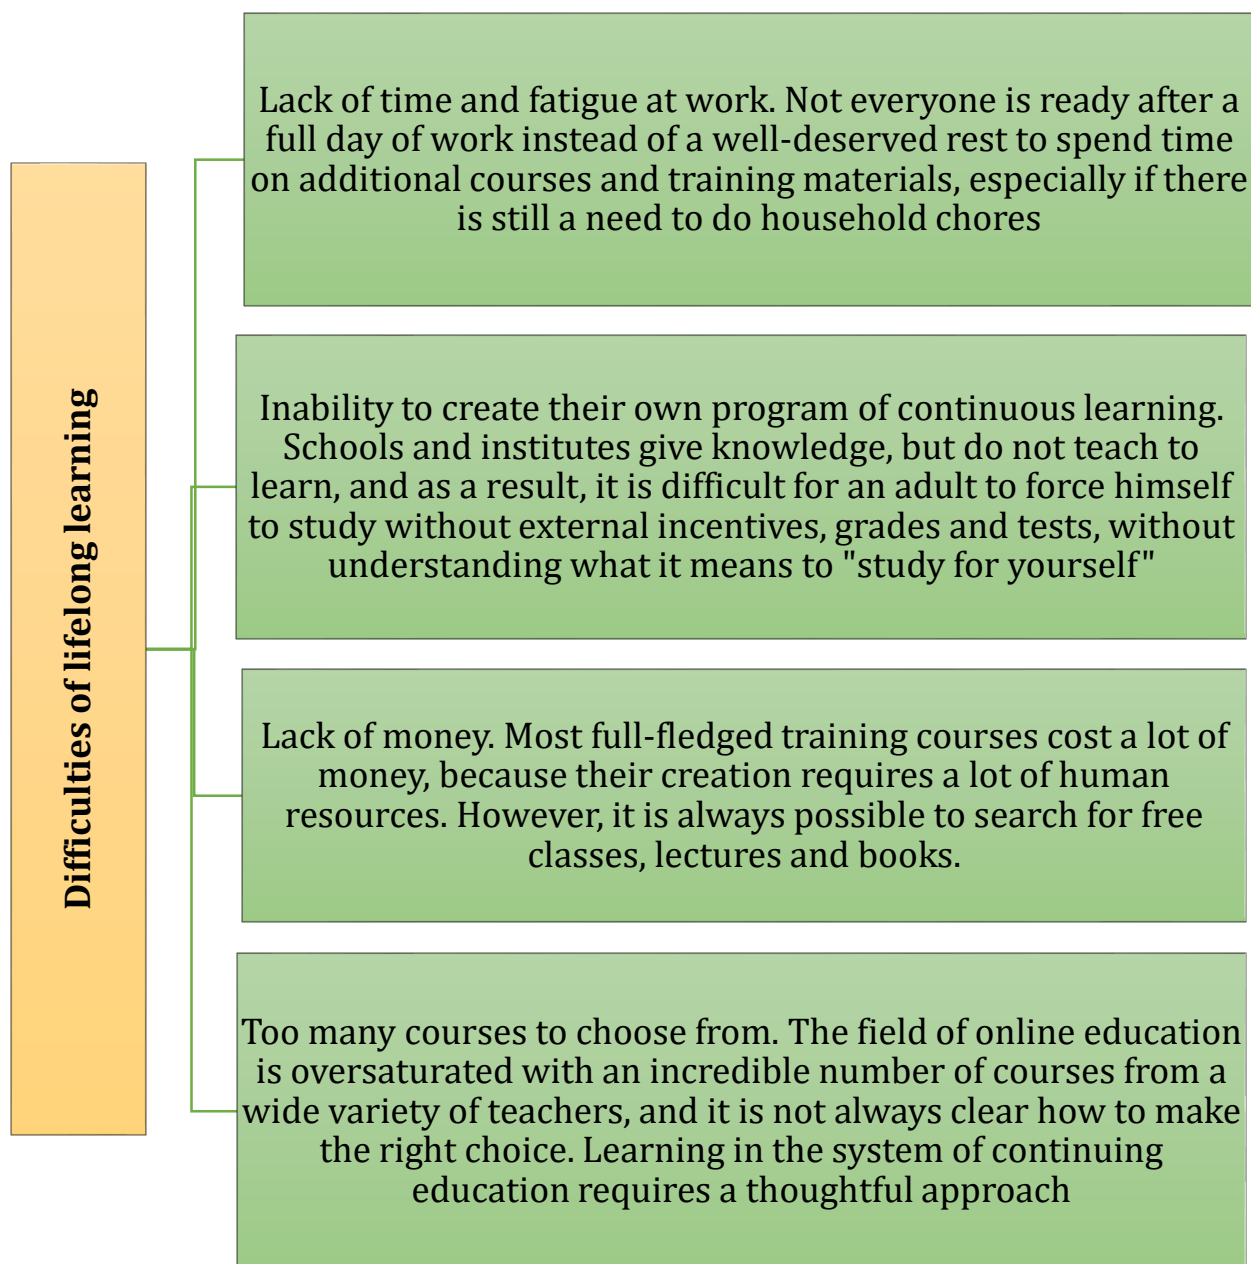 Difficulties of lifelong learning
Lack of time and fatigue at work. Not everyone is ready after a
full day of work instead of a well-deserved rest to spend time
on additional courses and training materials, especially if there
is still a need to do household chores
Inability to create their own program of continuous learning.
Schools and institutes give knowledge, but do not teach to
learn, and as a result, it is difficult for an adult to force himself
to study without external incentives, grades and tests, without
understanding what it means to "study for yourself"
Lack of money. Most full-fledged training courses cost a lot of
money, because their creation requires a lot of human
resources. However, it is always possible to search for free
classes, lectures and books.
Too many courses to choose from. The field of online education
is oversaturated with an incredible number of courses from a
wide variety of teachers, and it is not always clear how to make
the right choice. Learning in the system of continuing
education requires a thoughtful approach